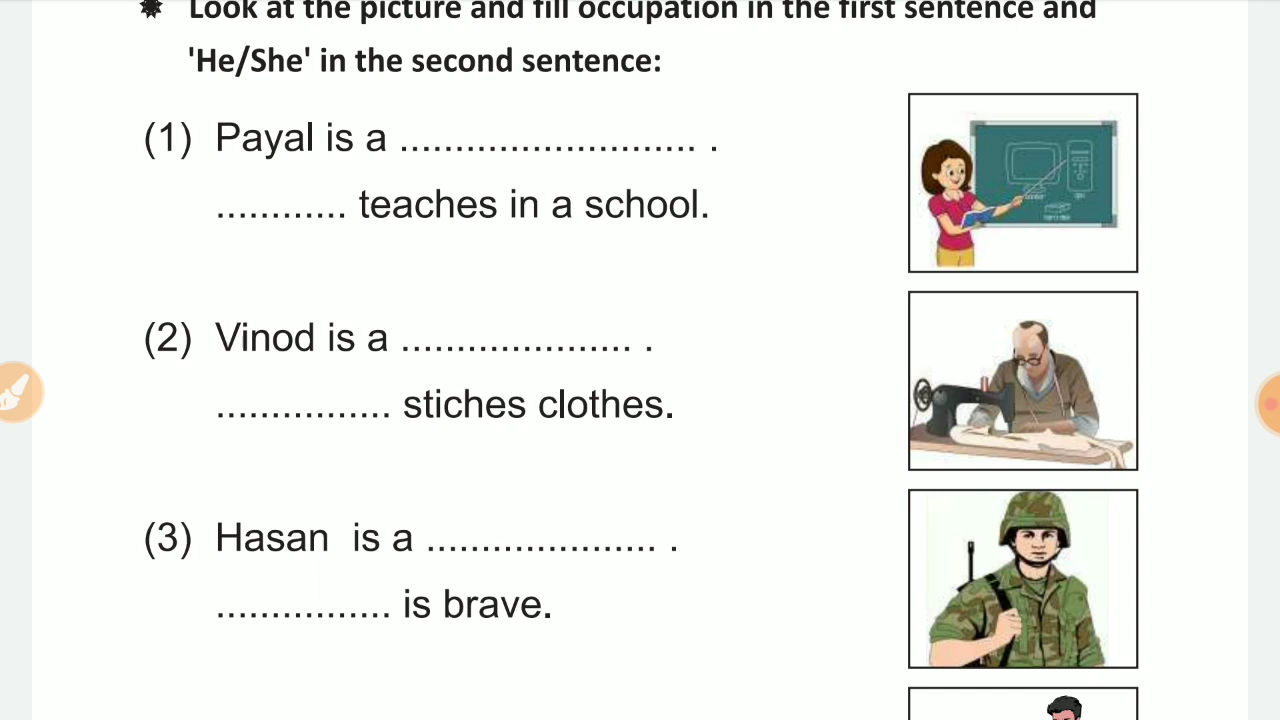 ✸ Look at the picture and fill occupation in the first sentence and
'He/She' in the second sentence:
(1) Payal is a ........................... .
............ teaches in a school.
(2) Vinod is a ..................... .
................ stiches clothes.
(3) Hasan is a ..................... .
................ is brave.